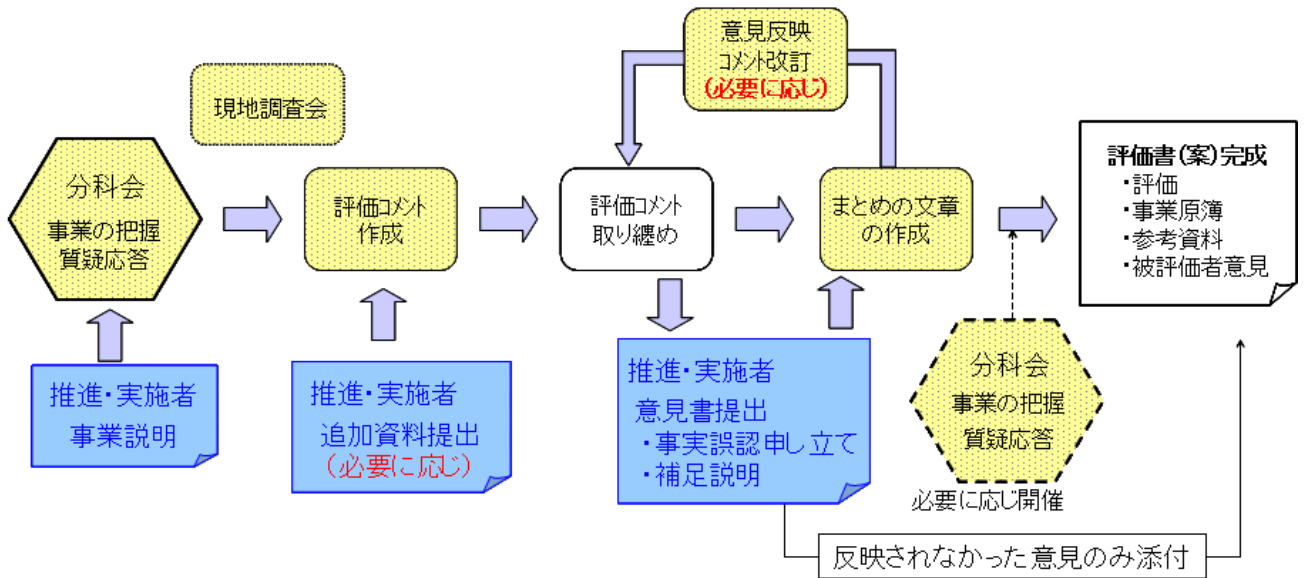 意見反映
コメント改訂
(必要に応じ)
現地調査会
分科会
事業の把握
質疑応答
評価コメント
作成
評価コメント
取り纏め
まとめの文章
の作成
評価書(案)完成
・評価
・事業原簿
・参考資料
・被評価者意見
推進・実施者
事業説明
推進・実施者
追加資料提出
(必要に応じ)
推進・実施者
意見書提出
・事実誤認申し立て
・補足説明
分科会
事業の把握
質疑応答
必要に応じ開催
反映されなかった意見のみ添付